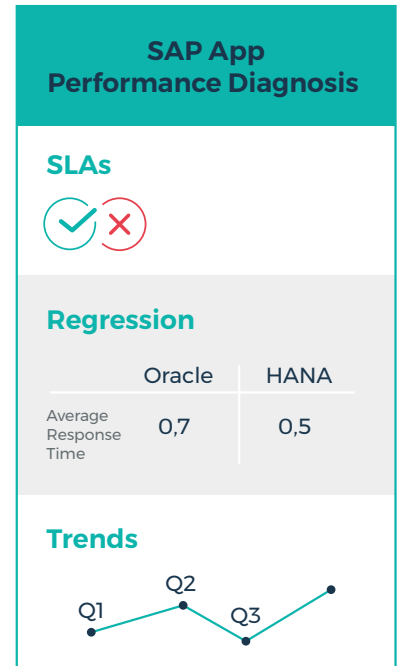 SAP App
Performance Diagnosis
SLAs
Regression
Oracle HANA
Average
Response
Time
0,7 0,5
Trends
Q1
Q2
Q3